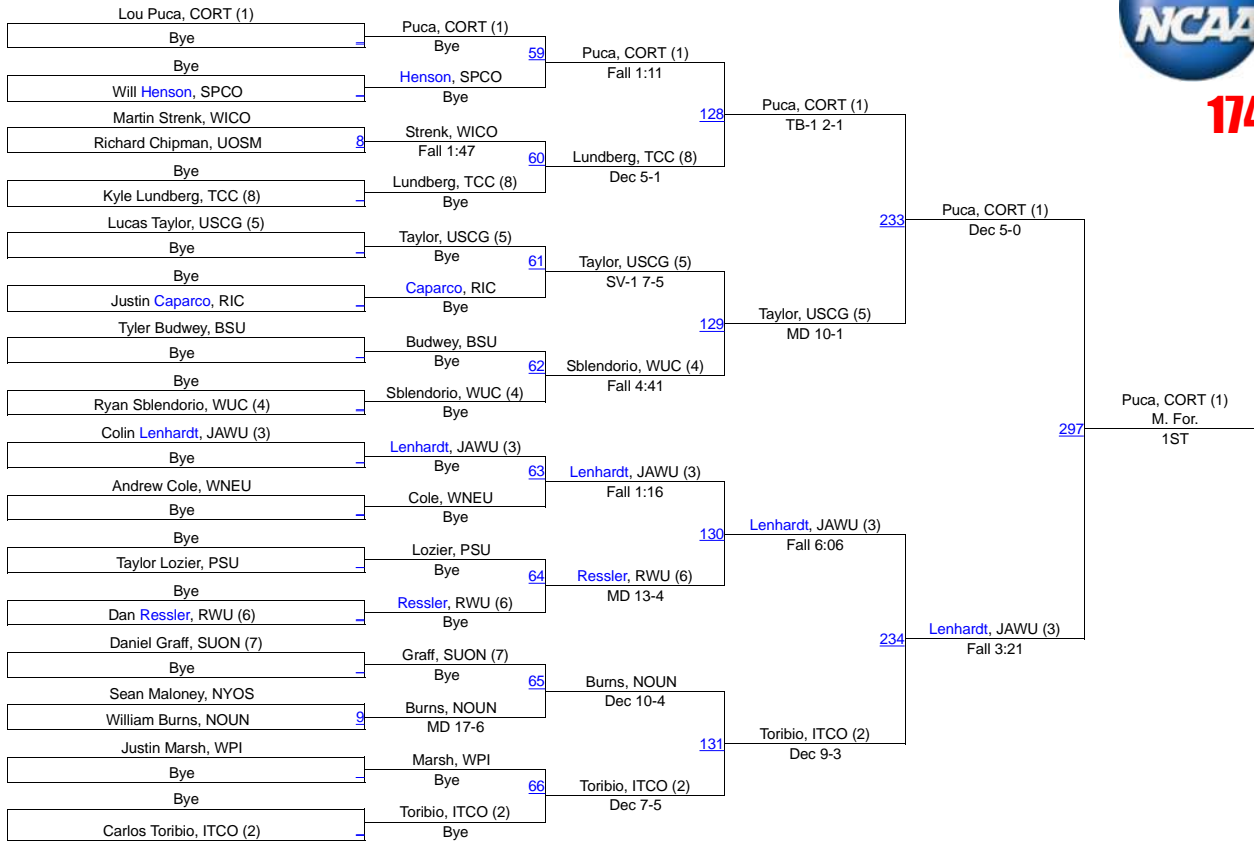 Lou Puca, CORT (1)
Bye
_
Bye
Will Henson, SPCO
_
Martin Strenk, WICO
Richard Chipman, UOSM
8
Bye
Kyle Lundberg, TCC (8)
_
Lucas Taylor, USCG (5)
Bye
_
Bye
Justin Caparco, RIC
_
Tyler Budwey, BSU
Bye
_
Bye
Ryan Sblendorio, WUC (4)
_
Colin Lenhardt, JAWU (3)
Bye
_
Andrew Cole, WNEU
Bye
_
Bye
Taylor Lozier, PSU
_
Bye
Dan Ressler, RWU (6)
_
Daniel Graff, SUON (7)
Bye
_
Sean Maloney, NYOS
William Burns, NOUN
9
Justin Marsh, WPI
Bye
_
Bye
Carlos Toribio, ITCO (2)
_
Puca, CORT (1)
Bye
59
Henson, SPCO
Bye
Strenk, WICO
Fall 1:47
60
Lundberg, TCC (8)
Bye
Taylor, USCG (5)
Bye
61
Caparco, RIC
Bye
Budwey, BSU
Bye
62
Sblendorio, WUC (4)
Bye
Lenhardt, JAWU (3)
Bye
63
Cole, WNEU
Bye
Lozier, PSU
Bye
64
Ressler, RWU (6)
Bye
Graff, SUON (7)
Bye
65
Burns, NOUN
MD 17-6
Marsh, WPI
Bye
66
Toribio, ITCO (2)
Bye
Puca, CORT (1)
Fall 1:11
128
Lundberg, TCC (8)
Dec 5-1
Taylor, USCG (5)
SV-1 7-5
129
Sblendorio, WUC (4)
Fall 4:41
Lenhardt, JAWU (3)
Fall 1:16
130
Ressler, RWU (6)
MD 13-4
Burns, NOUN
Dec 10-4
131
Toribio, ITCO (2)
Dec 7-5
Puca, CORT (1)
TB-1 2-1
233
Taylor, USCG (5)
MD 10-1
Lenhardt, JAWU (3)
Fall 6:06
234
Toribio, ITCO (2)
Dec 9-3
Puca, CORT (1)
Dec 5-0
297
Lenhardt, JAWU (3)
Fall 3:21
Puca, CORT (1)
M. For.
1ST
NCAA
174